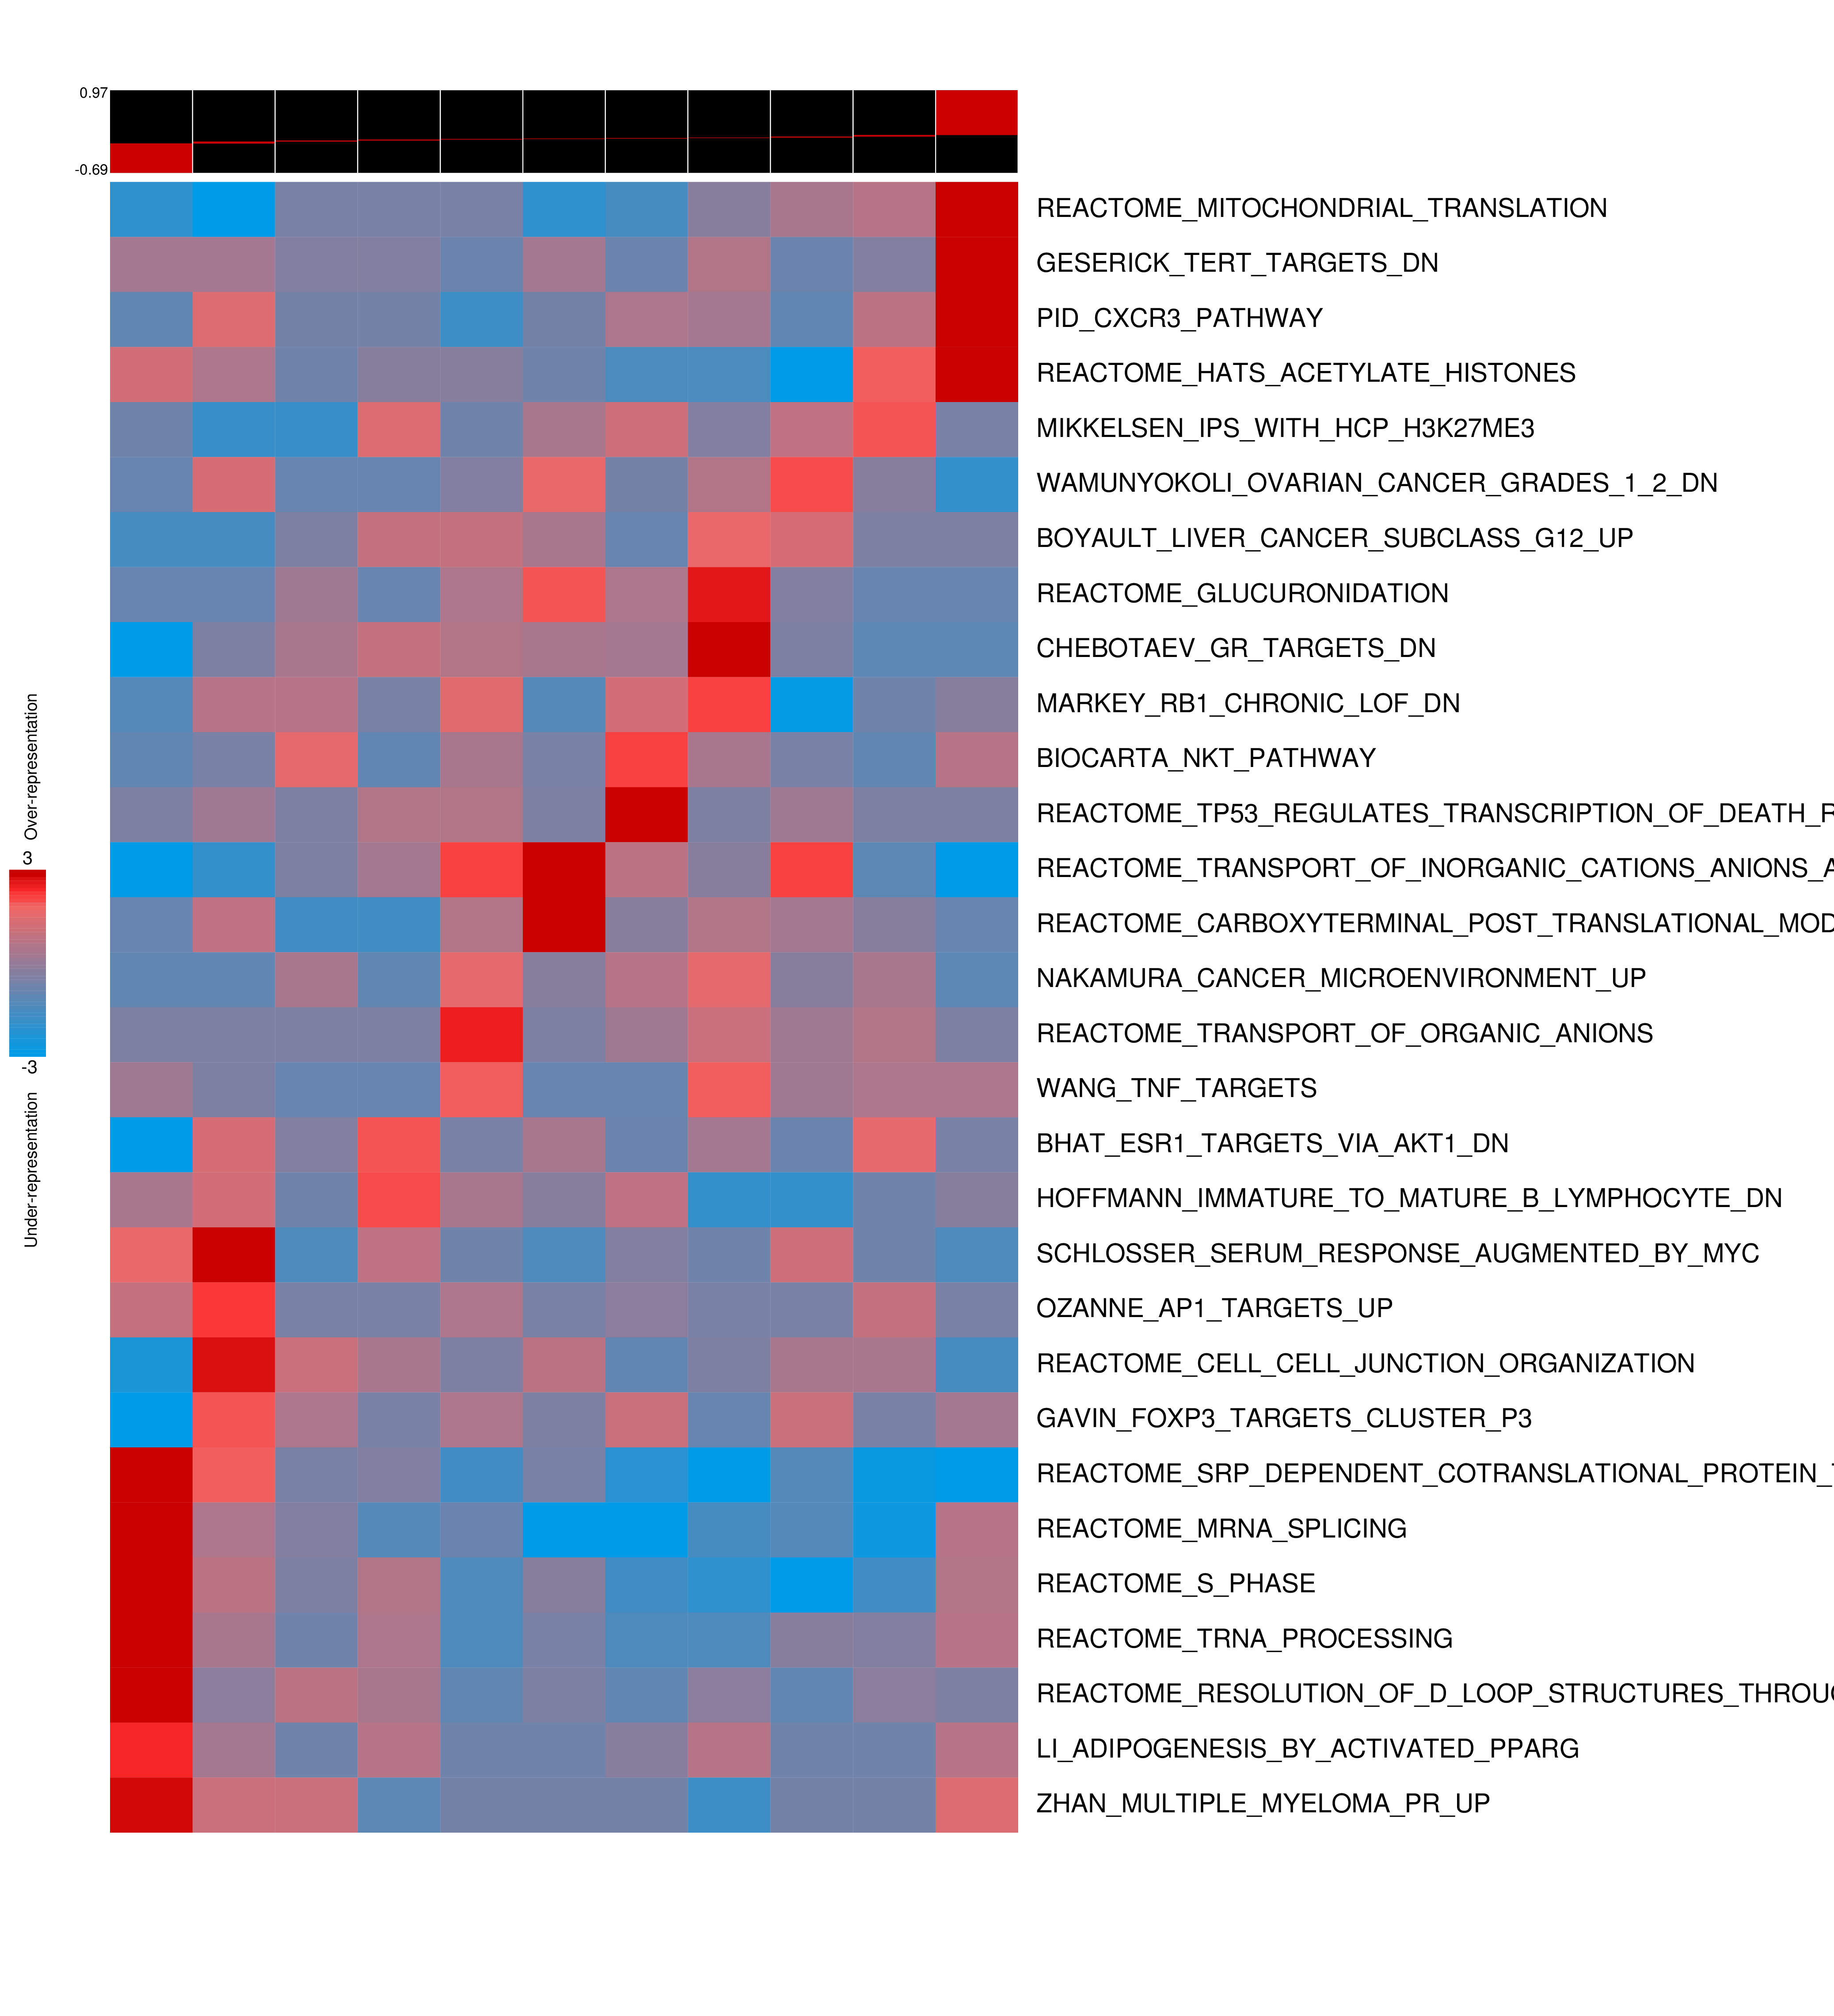 0.97
-0.69
REACTOME_MITOCHONDRIAL_TRANSLATION
GESERICK_TERT_TARGETS_DN
PID_CXCR3_PATHWAY
REACTOME_HATS_ACETYLATE_HISTONES
MIKKELSEN_IPS_WITH_HCP_H3K27ME3
WAMUNYOKOLI_OVARIAN_CANCER_GRADES_1_2_DN
BOYAULT_LIVER_CANCER_SUBCLASS_G12_UP
REACTOME_GLUCURONIDATION
CHEBOTAEV_GR_TARGETS_DN
MARKEY_RB1_CHRONIC_LOF_DN
BIOCARTA_NKT_PATHWAY
REACTOME_TP53_REGULATES_TRANSCRIPTION_OF_DEATH_R
REACTOME_TRANSPORT_OF_INORGANIC_CATIONS_ANIONS_A
REACTOME_CARBOXYTERMINAL_POST_TRANSLATIONAL_MOD
NAKAMURA_CANCER_MICROENVIRONMENT_UP
REACTOME_TRANSPORT_OF_ORGANIC_ANIONS
WANG_TNF_TARGETS
BHAT_ESR1_TARGETS_VIA_AKT1_DN
HOFFMANN_IMMATURE_TO_MATURE_B_LYMPHOCYTE_DN
SCHLOSSER_SERUM_RESPONSE_AUGMENTED_BY_MYC
OZANNE_AP1_TARGETS_UP
REACTOME_CELL_CELL_JUNCTION_ORGANIZATION
GAVIN_FOXP3_TARGETS_CLUSTER_P3
REACTOME_SRP_DEPENDENT_COTRANSLATIONAL_PROTEIN_T
REACTOME_MRNA_SPLICING
REACTOME_S_PHASE
REACTOME_TRNA_PROCESSING
REACTOME_RESOLUTION_OF_D_LOOP_STRUCTURES_THROUG
LI_ADIPOGENESIS_BY_ACTIVATED_PPARG
ZHAN_MULTIPLE_MYELOMA_PR_UP
Over-representation
3
-3
Under-representation